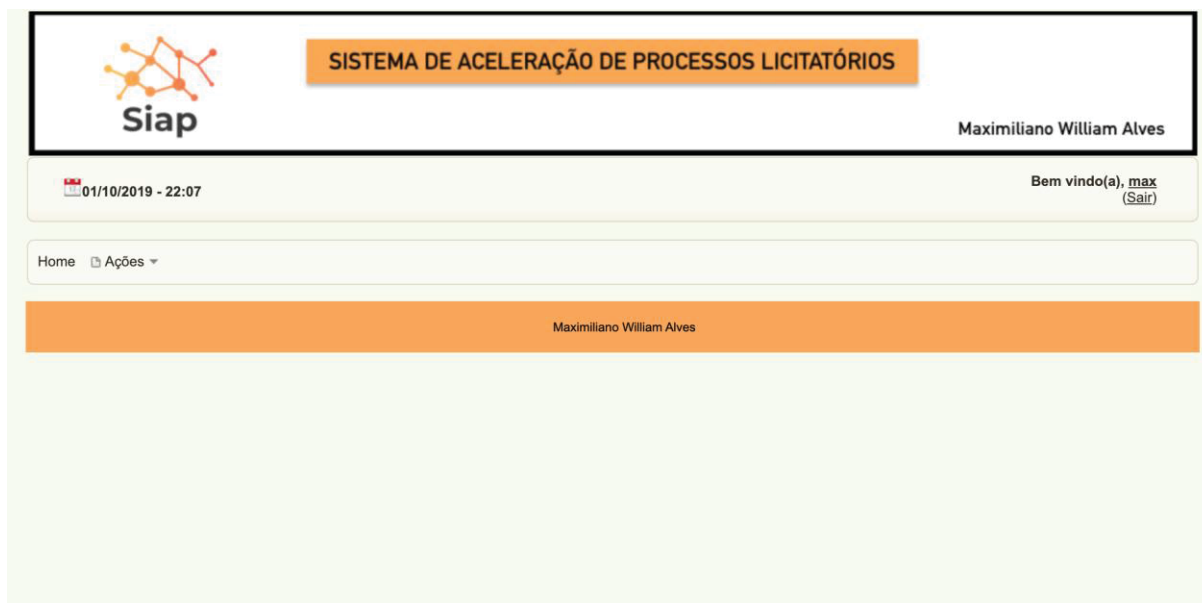 SISTEMA DE ACELERAÇÃO DE PROCESSOS LICITATÓRIOS
Siap
Maximiliano William Alves
01/10/2019 - 22:07
Bem vindo(a), max
(Sair)
Home Ações
Maximiliano William Alves